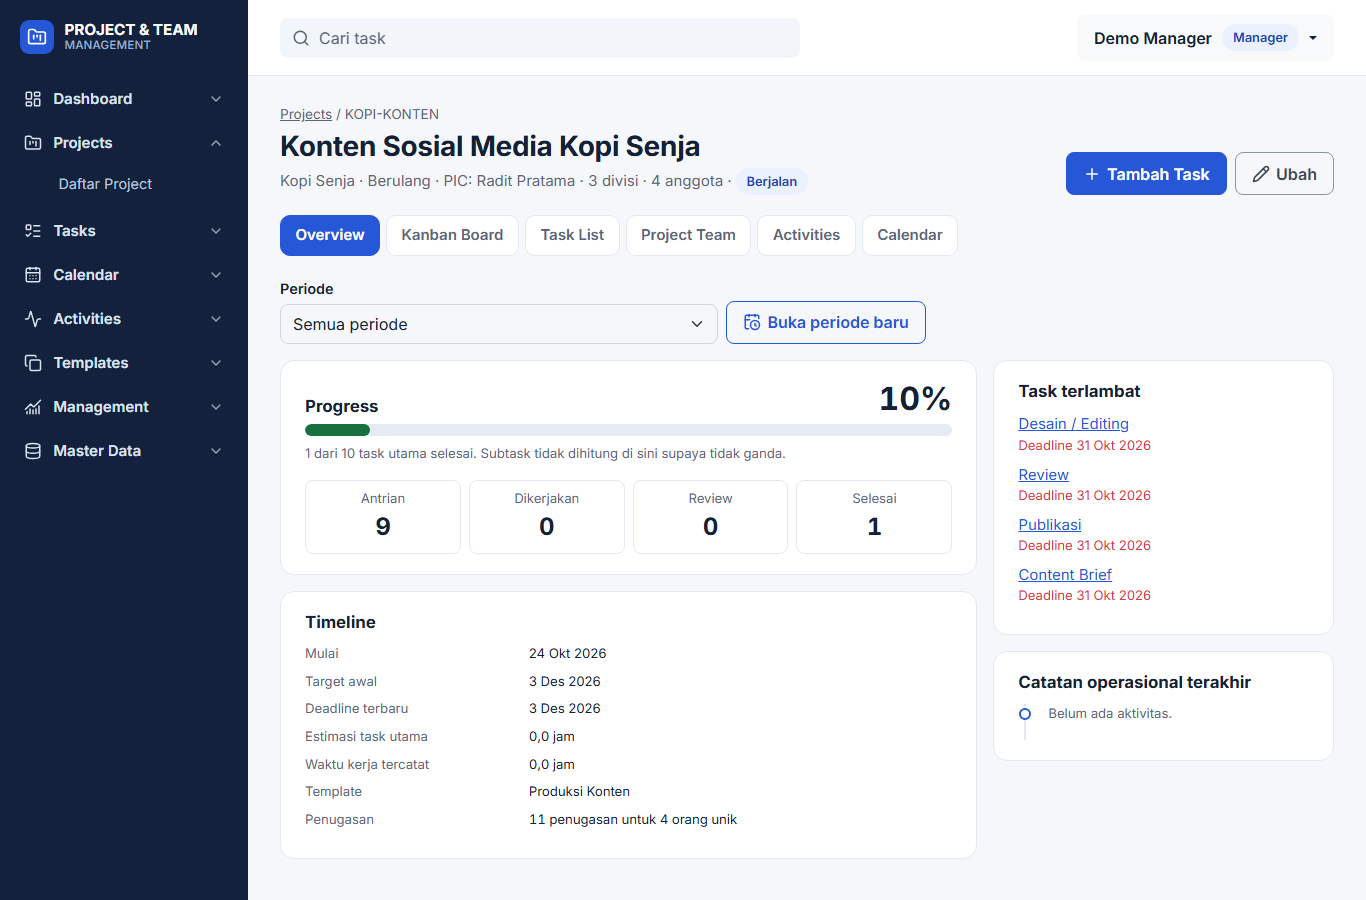 PROJECT & TEAM
MANAGEMENT
Dashboard
Projects
Daftar Project
Tasks
Calendar
Activities
Templates
Management
Master Data
Cari task
Demo Manager
Manager
Projects / KOPI-KONTEN
Konten Sosial Media Kopi Senja
Kopi Senja · Berulang · PIC: Radit Pratama · 3 divisi · 4 anggota · Berjalan
Tambah Task
Ubah
Overview
Kanban Board
Task List
Project Team
Activities
Calendar
Periode
Semua periode
Buka periode baru
Progress
10%
1 dari 10 task utama selesai. Subtask tidak dihitung di sini supaya tidak ganda.
Antrian
9
Dikerjakan
0
Review
0
Selesai
1
Timeline
Mulai 24 Okt 2026
Target awal 3 Des 2026
Deadline terbaru 3 Des 2026
Estimasi task utama 0,0 jam
Waktu kerja tercatat 0,0 jam
Template Produksi Konten
Penugasan 11 penugasan untuk 4 orang unik
Task terlambat
Desain / Editing
Deadline 31 Okt 2026
Review
Deadline 31 Okt 2026
Publikasi
Deadline 31 Okt 2026
Content Brief
Deadline 31 Okt 2026
Catatan operasional terakhir
Belum ada aktivitas.